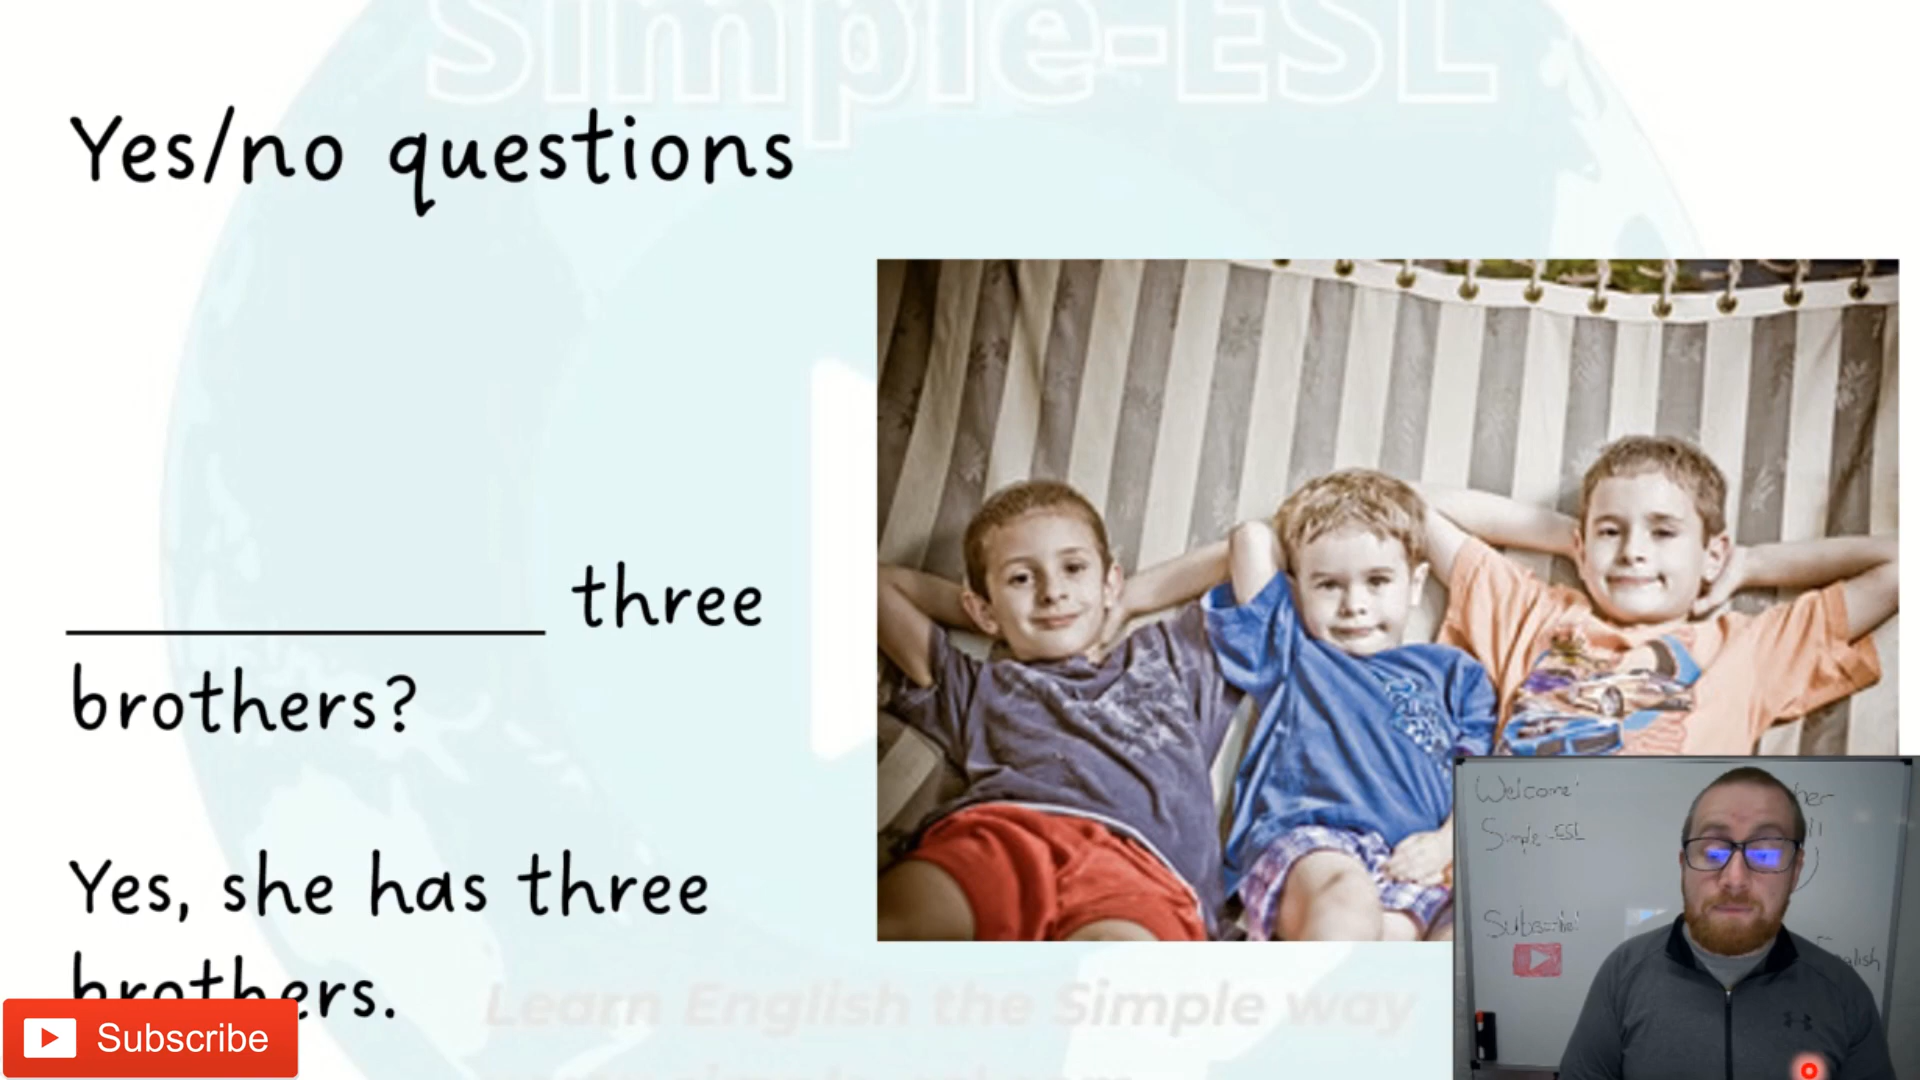 Simple-ESL
Yes/no questions
three
brothers?
Yes, she has three
brothers.
Learn English the Simple way
Subscribe
Welcome!
Simple-ESL
Subscribe!